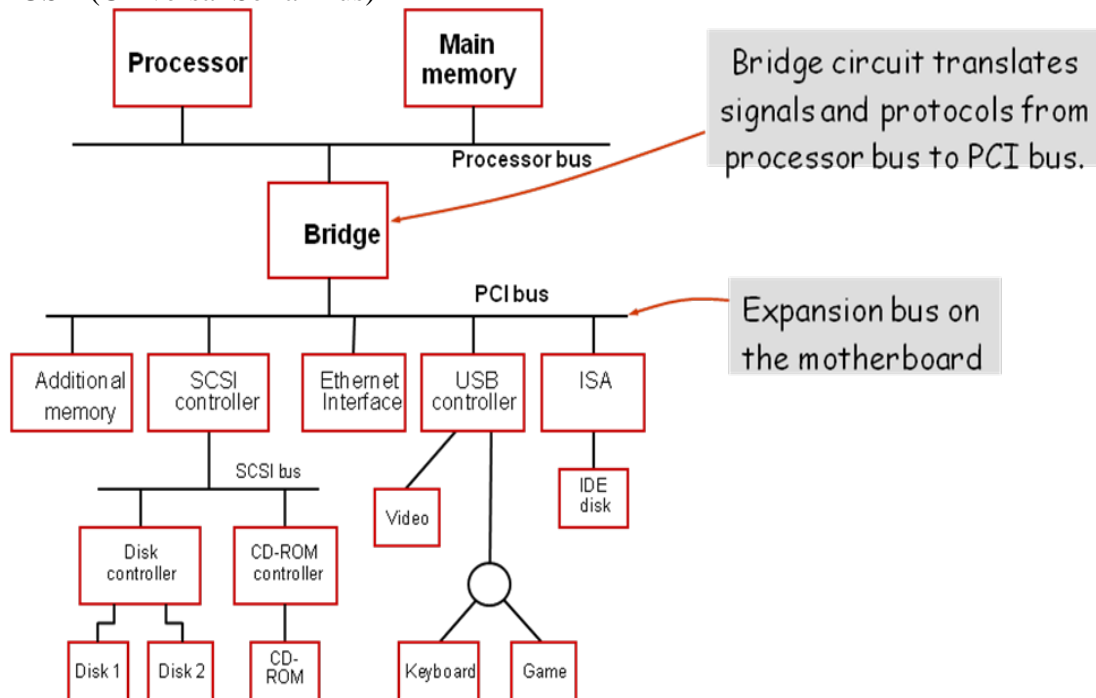 Processor
Main
memory
Bridge circuit translates
signals and protocols from
processor bus to PCI bus.
Processor bus
Bridge
PCI bus
Expansion bus on
the motherboard
Additional
memory
SCSI
controller
Ethernet
Interface
USB
controller
ISA
SCSI bus
IDE
disk
Video
Disk
controller
CD-ROM
controller
Disk 1
Disk 2
CD-
ROM
Keyboard
Game